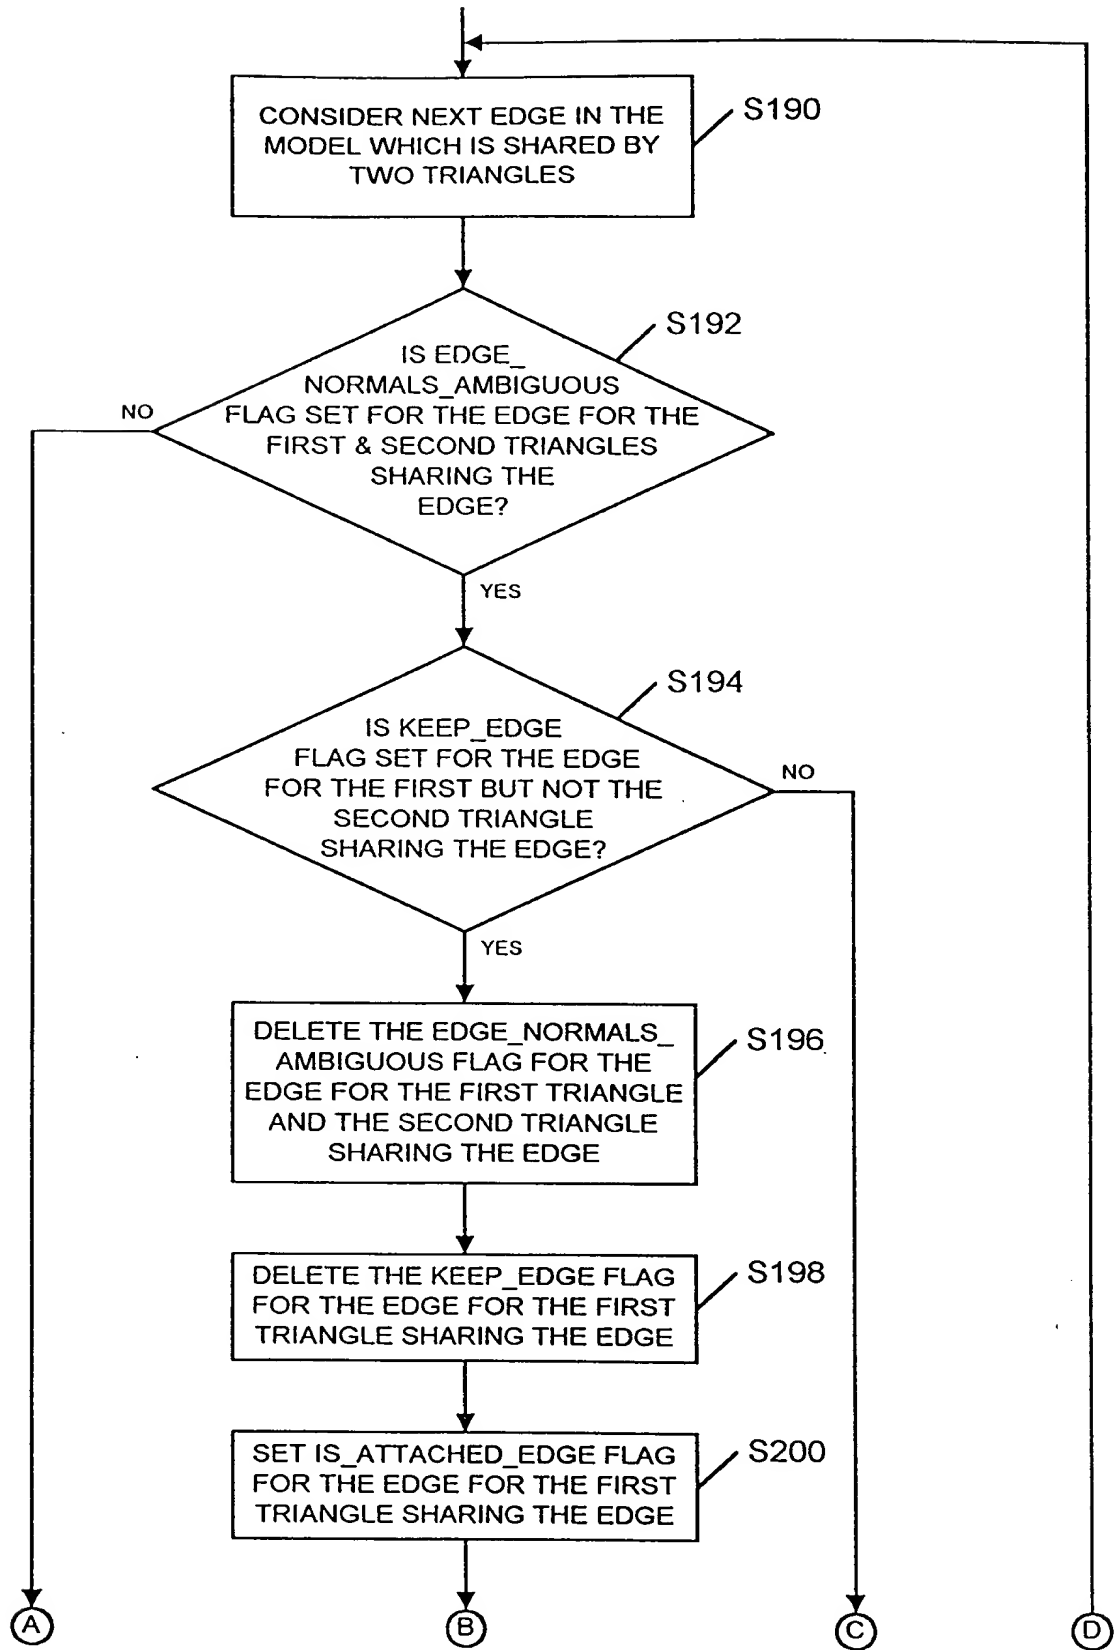 CONSIDER NEXT EDGE IN THE
MODEL WHICH IS SHARED BY
TWO TRIANGLES
S190
IS EDGE_
NORMALS_AMBIGUOUS
FLAG SET FOR THE EDGE FOR THE
FIRST & SECOND TRIANGLES
SHARING THE
EDGE?
S192
NO
YES
IS KEEP_EDGE
FLAG SET FOR THE EDGE
FOR THE FIRST BUT NOT THE
SECOND TRIANGLE
SHARING THE EDGE?
S194
NO
YES
DELETE THE EDGE_NORMALS_
AMBIGUOUS FLAG FOR THE
EDGE FOR THE FIRST TRIANGLE
AND THE SECOND TRIANGLE
SHARING THE EDGE
S196
DELETE THE KEEP_EDGE FLAG
FOR THE EDGE FOR THE FIRST
TRIANGLE SHARING THE EDGE
S198
SET IS_ATTACHED_EDGE FLAG
FOR THE EDGE FOR THE FIRST
TRIANGLE SHARING THE EDGE
S200
A
B
C
D